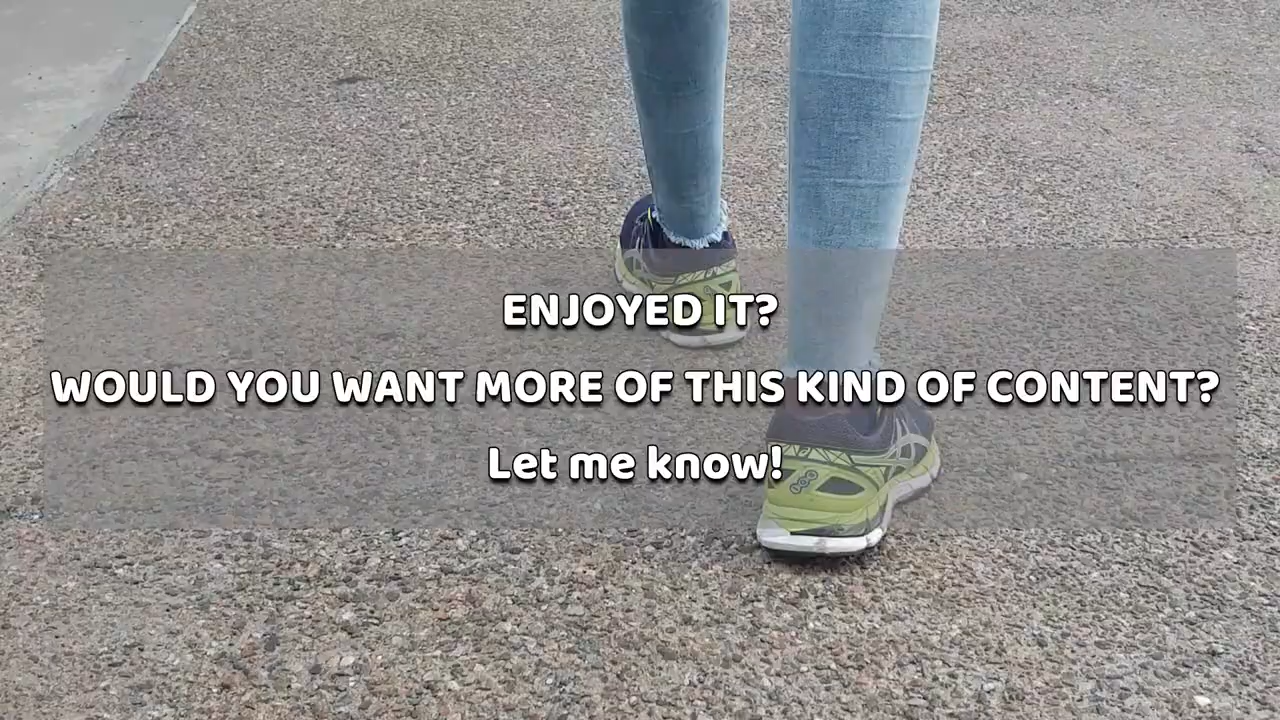 ENJOYED IT?
WOULD YOU WANT MORE OF THIS KIND OF CONTENT?
Let me know!